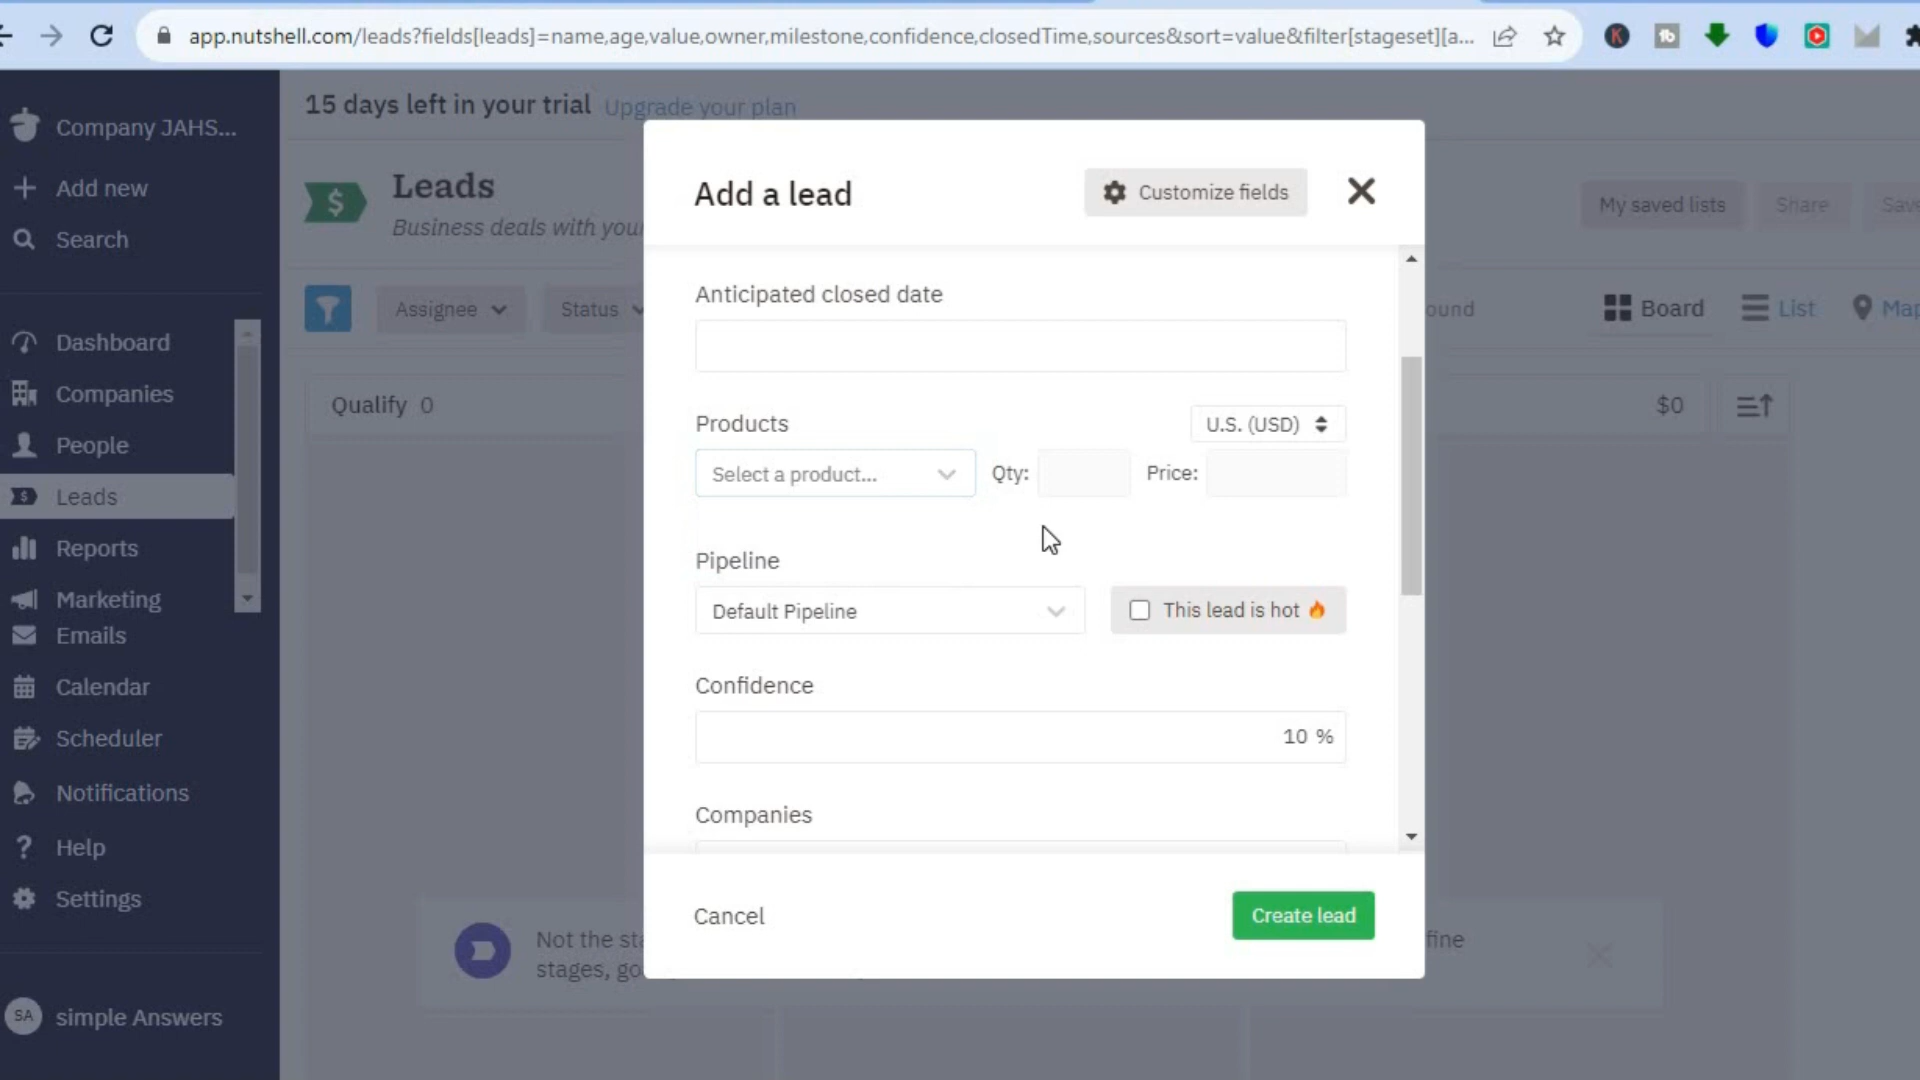 app.nutshell.com/leads?fields[leads]=name,age,value,owner,milestone,confidence,closedTime,sources&sort=value&filter[stageset][a...
Company JAHS...
Add new
Search
Dashboard
Companies
People
Leads
Reports
Marketing
Emails
Calendar
Scheduler
Notifications
Help
Settings
SA simple Answers
15 days left in your trial Upgrade your plan
Leads
Business deals with you
My saved lists Share Save
Assignee Status ound Board List Map
Qualify 0 $0
Add a lead
Customize fields
Anticipated closed date
Products U.S. (USD)
Select a product... Qty: Price:
Pipeline
Default Pipeline This lead is hot 🔥
Confidence
10 %
Companies
Cancel Create lead
Not the sta fine
stages, go